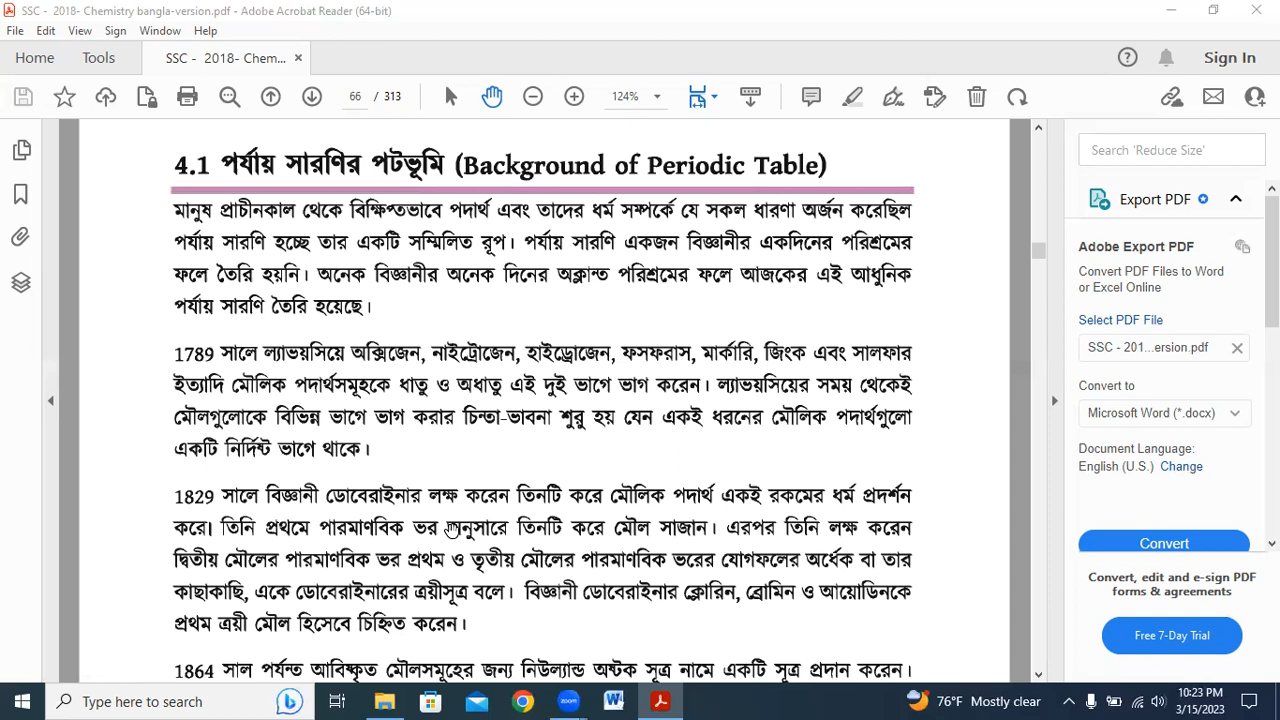 SSC - 2018- Chemistry bangla-version.pdf - Adobe Acrobat Reader (64-bit)
File Edit View Sign Window Help
Home Tools SSC - 2018- Chem... × Sign In
66 / 313 124%
Search 'Reduce Size'
Export PDF
Adobe Export PDF
Convert PDF Files to Word
or Excel Online
Select PDF File
SSC - 201...ersion.pdf
Convert to
Microsoft Word (*.docx)
Document Language:
English (U.S.) Change
Convert
Convert, edit and e-sign PDF
forms & agreements
Free 7-Day Trial
4.1 পর্যায় সারণির পটভূমি (Background of Periodic Table)
মানুষ প্রাচীনকাল থেকে বিক্ষিপ্তভাবে পদার্থ এবং তাদের ধর্ম সম্পর্কে যে সকল ধারণা অর্জন করেছিল
পর্যায় সারণি হচ্ছে তার একটি সম্মিলিত রূপ। পর্যায় সারণি একজন বিজ্ঞানীর একদিনের পরিশ্রমের
ফলে তৈরি হয়নি। অনেক বিজ্ঞানীর অনেক দিনের অক্লান্ত পরিশ্রমের ফলে আজকের এই আধুনিক
পর্যায় সারণি তৈরি হয়েছে।
1789 সালে ল্যাভয়সিয়ে অক্সিজেন, নাইট্রোজেন, হাইড্রোজেন, ফসফরাস, মার্কারি, জিংক এবং সালফার
ইত্যাদি মৌলিক পদার্থসমূহকে ধাতু ও অধাতু এই দুই ভাগে ভাগ করেন। ল্যাভয়সিয়ের সময় থেকেই
মৌলগুলোকে বিভিন্ন ভাগে ভাগ করার চিন্তা-ভাবনা শুরু হয় যেন একই ধরনের মৌলিক পদার্থগুলো
একটি নির্দিষ্ট ভাগে থাকে।
1829 সালে বিজ্ঞানী ডোবেরাইনার লক্ষ করেন তিনটি করে মৌলিক পদার্থ একই রকমের ধর্ম প্রদর্শন
করে। তিনি প্রথমে পারমাণবিক ভর অনুসারে তিনটি করে মৌল সাজান। এরপর তিনি লক্ষ করেন
দ্বিতীয় মৌলের পারমাণবিক ভর প্রথম ও তৃতীয় মৌলের পারমাণবিক ভরের যোগফলের অর্ধেক বা তার
কাছাকাছি, একে ডোবেরাইনারের ত্রয়ীসূত্র বলে। বিজ্ঞানী ডোবেরাইনার ক্লোরিন, ব্রোমিন ও আয়োডিনকে
প্রথম ত্রয়ী মৌল হিসেবে চিহ্নিত করেন।
1864 সাল পর্যন্ত আবিষ্কৃত মৌলসমূহের জন্য নিউল্যান্ড অষ্টক সূত্র নামে একটি সূত্র প্রদান করেন।
Type here to search
76°F Mostly clear
10:23 PM
3/15/2023